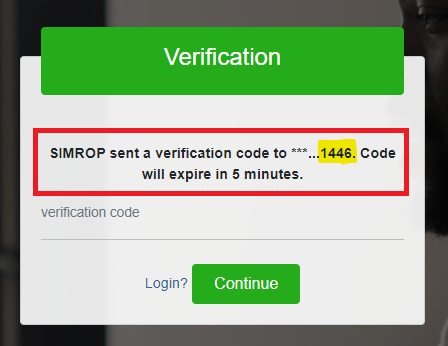 Verification
SIMROP sent a verification code to ***...1446. Code
will expire in 5 minutes.
verification code
Login? Continue